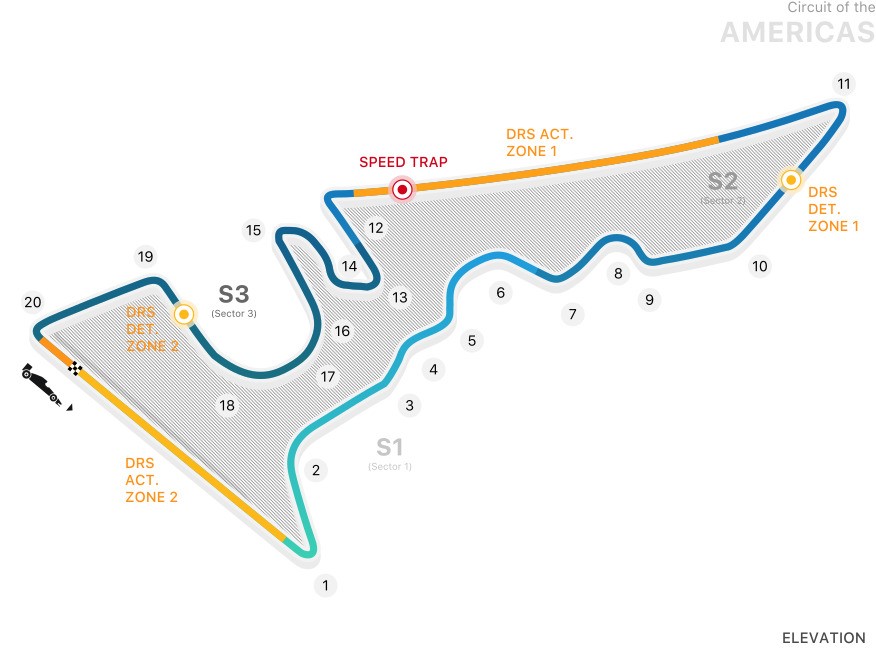 Circuit of the
AMERICAS
11
DRS ACT.
ZONE 1
SPEED TRAP
S2
(Sector 2)
DRS
DET.
ZONE 1
12
15
14
10
19
S3
(Sector 3)
13
6
8
9
7
20
DRS
DET.
ZONE 2
16
5
4
17
18
3
S1
(Sector 1)
2
DRS
ACT.
ZONE 2
1
ELEVATION